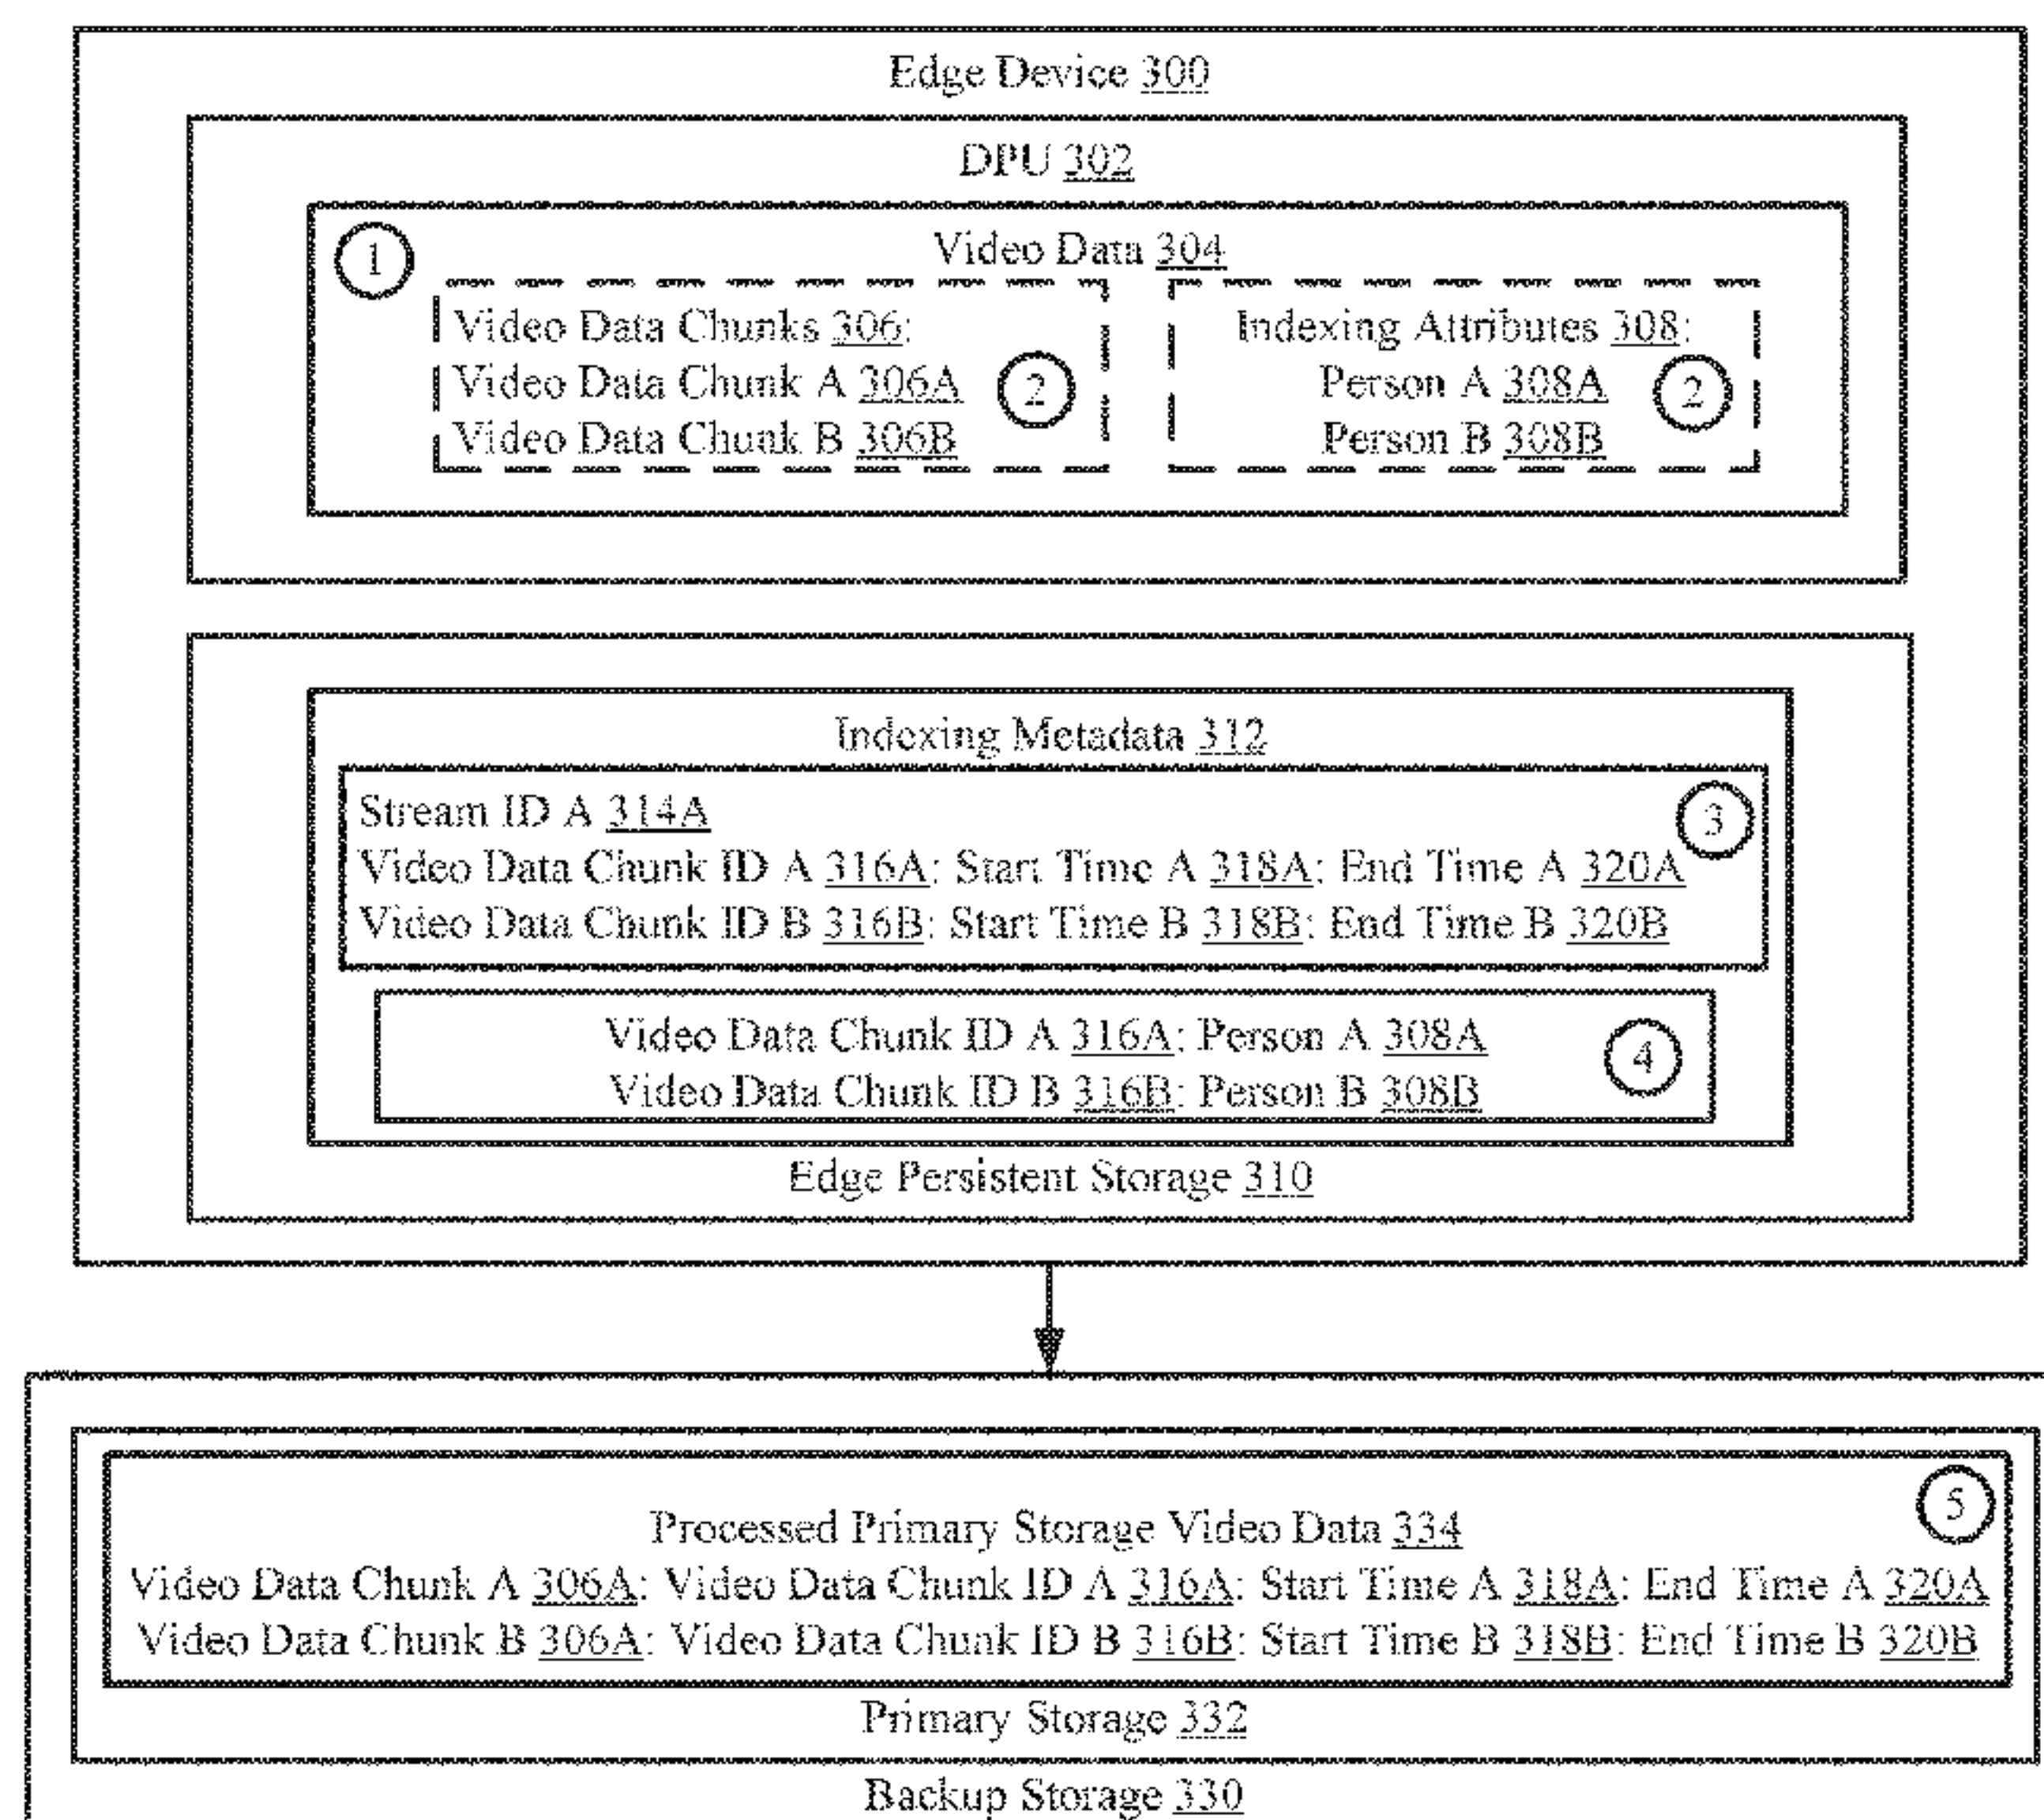 Edge Device 300
DPU 302
1
Video Data 304
Video Data Chunks 306:
Video Data Chunk A 306A
2
Video Data Chunk B 306B
Indexing Attributes 308:
Person A 308A
2
Person B 308B
Indexing Metadata 312
3
Stream ID A 314A
Video Data Chunk ID A 316A: Start Time A 318A: End Time A 320A
Video Data Chunk ID B 316B: Start Time B 318B: End Time B 320B
Video Data Chunk ID A 316A: Person A 308A
4
Video Data Chunk ID B 316B: Person B 308B
Edge Persistent Storage 310
5
Processed Primary Storage Video Data 334
Video Data Chunk A 306A: Video Data Chunk ID A 316A: Start Time A 318A: End Time A 320A
Video Data Chunk B 306A: Video Data Chunk ID B 316B: Start Time B 318B: End Time B 320B
Primary Storage 332
Backup Storage 330